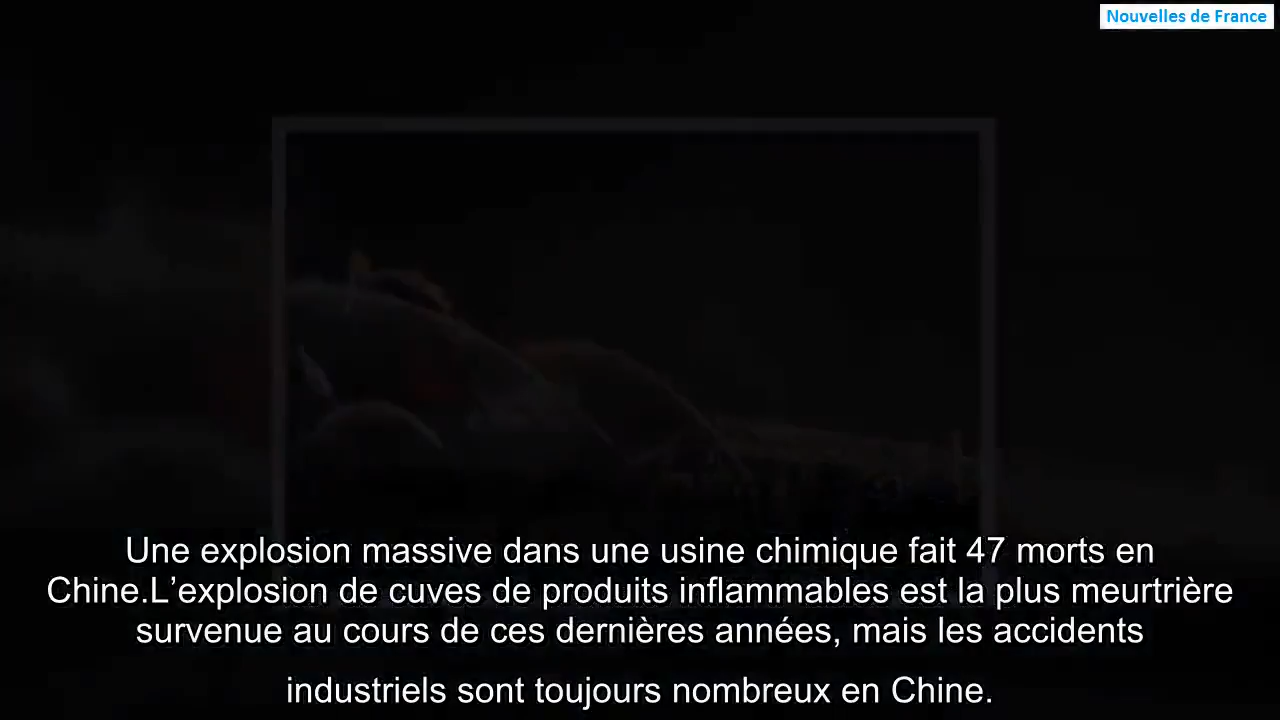 Nouvelles de France
Une explosion massive dans une usine chimique fait 47 morts en
Chine.L’explosion de cuves de produits inflammables est la plus meurtrière
survenue au cours de ces dernières années, mais les accidents
industriels sont toujours nombreux en Chine.